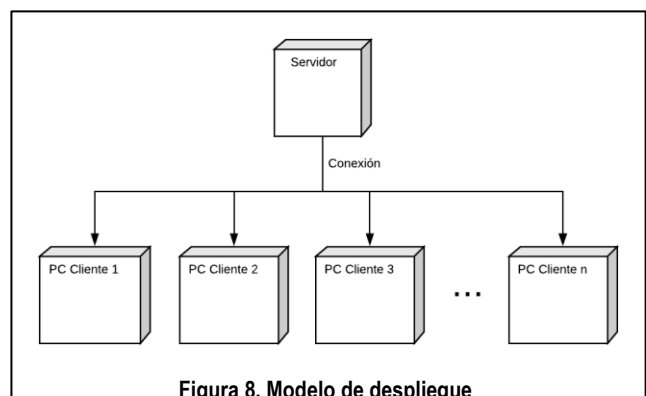 Servidor
Conexión
PC Cliente 1
PC Cliente 2
PC Cliente 3
...
PC Cliente n
Figura 8. Modelo de despliegue